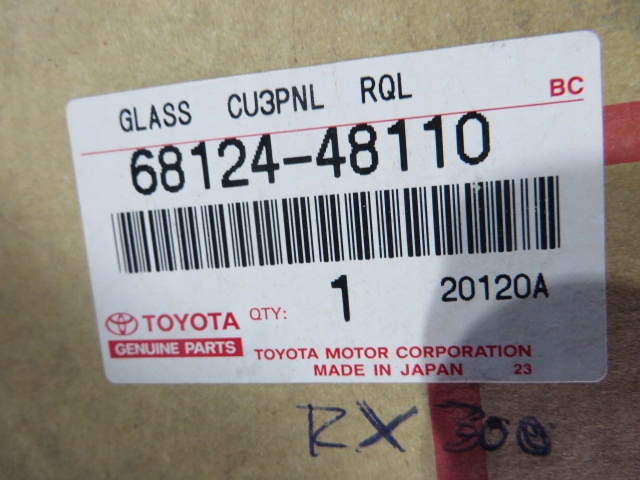 GLASS CU3PNL RQL BC
68124-48110
QTY: 1 20120A
TOYOTA
GENUINE PARTS
TOYOTA MOTOR CORPORATION
MADE IN JAPAN 23
RX 300